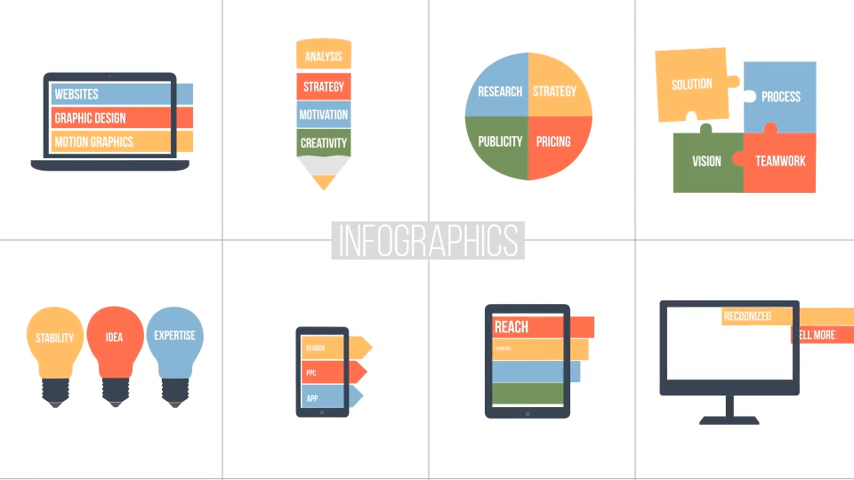 WEBSITES
GRAPHIC DESIGN
MOTION GRAPHICS
ANALYSIS
STRATEGY
MOTIVATION
CREATIVITY
RESEARCH
STRATEGY
PUBLICITY
PRICING
SOLUTION
PROCESS
VISION
TEAMWORK
INFOGRAPHICS
STABILITY
IDEA
EXPERTISE
SEARCH
PPC
APP
REACH
RECOGNIZED
ELL MORE